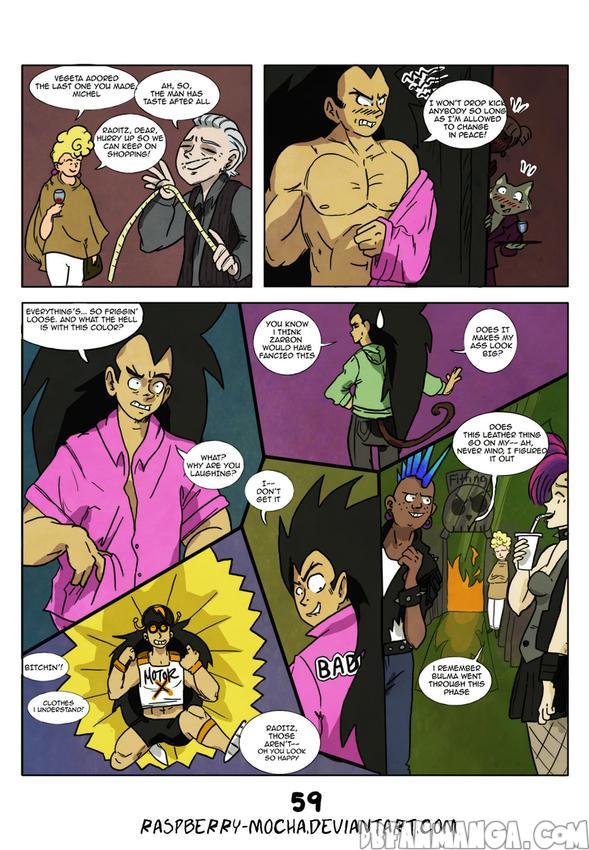 VEGETA ADORED
THE LAST ONE YOU MADE,
MICHEL
AH, SO,
THE MAN HAS
TASTE AFTER ALL
RADITZ, DEAR,
HURRY UP SO WE
CAN KEEP ON
SHOPPING!
I WON'T DROP KICK
ANYBODY SO LONG
AS I'M ALLOWED
TO CHANGE
IN PEACE!
EVERYTHING'S... SO FRIGGIN'
LOOSE. AND WHAT THE HELL
IS WITH THIS COLOR?
WHAT?
WHY ARE YOU
LAUGHING?
YOU KNOW
I THINK
ZARBON
WOULD HAVE
FANCIED THIS
DOES IT
MAKES MY
ASS LOOK
BIG?
I--
DON'T
GET IT
BAB
DOES
THIS LEATHER THING
GO ON MY-- AH,
NEVER MIND, I FIGURED
IT OUT
Fitting
I REMEMBER
BULMA WENT
THROUGH THIS
PHASE
BITCHIN'!
CLOTHES
I UNDERSTAND!
MOTOR
X
RADITZ,
THOSE
AREN'T--
OH YOU LOOK
SO HAPPY
59
RASPBERRY-MOCHA.DEVIANTART.COM
DBFANMANGA.COM